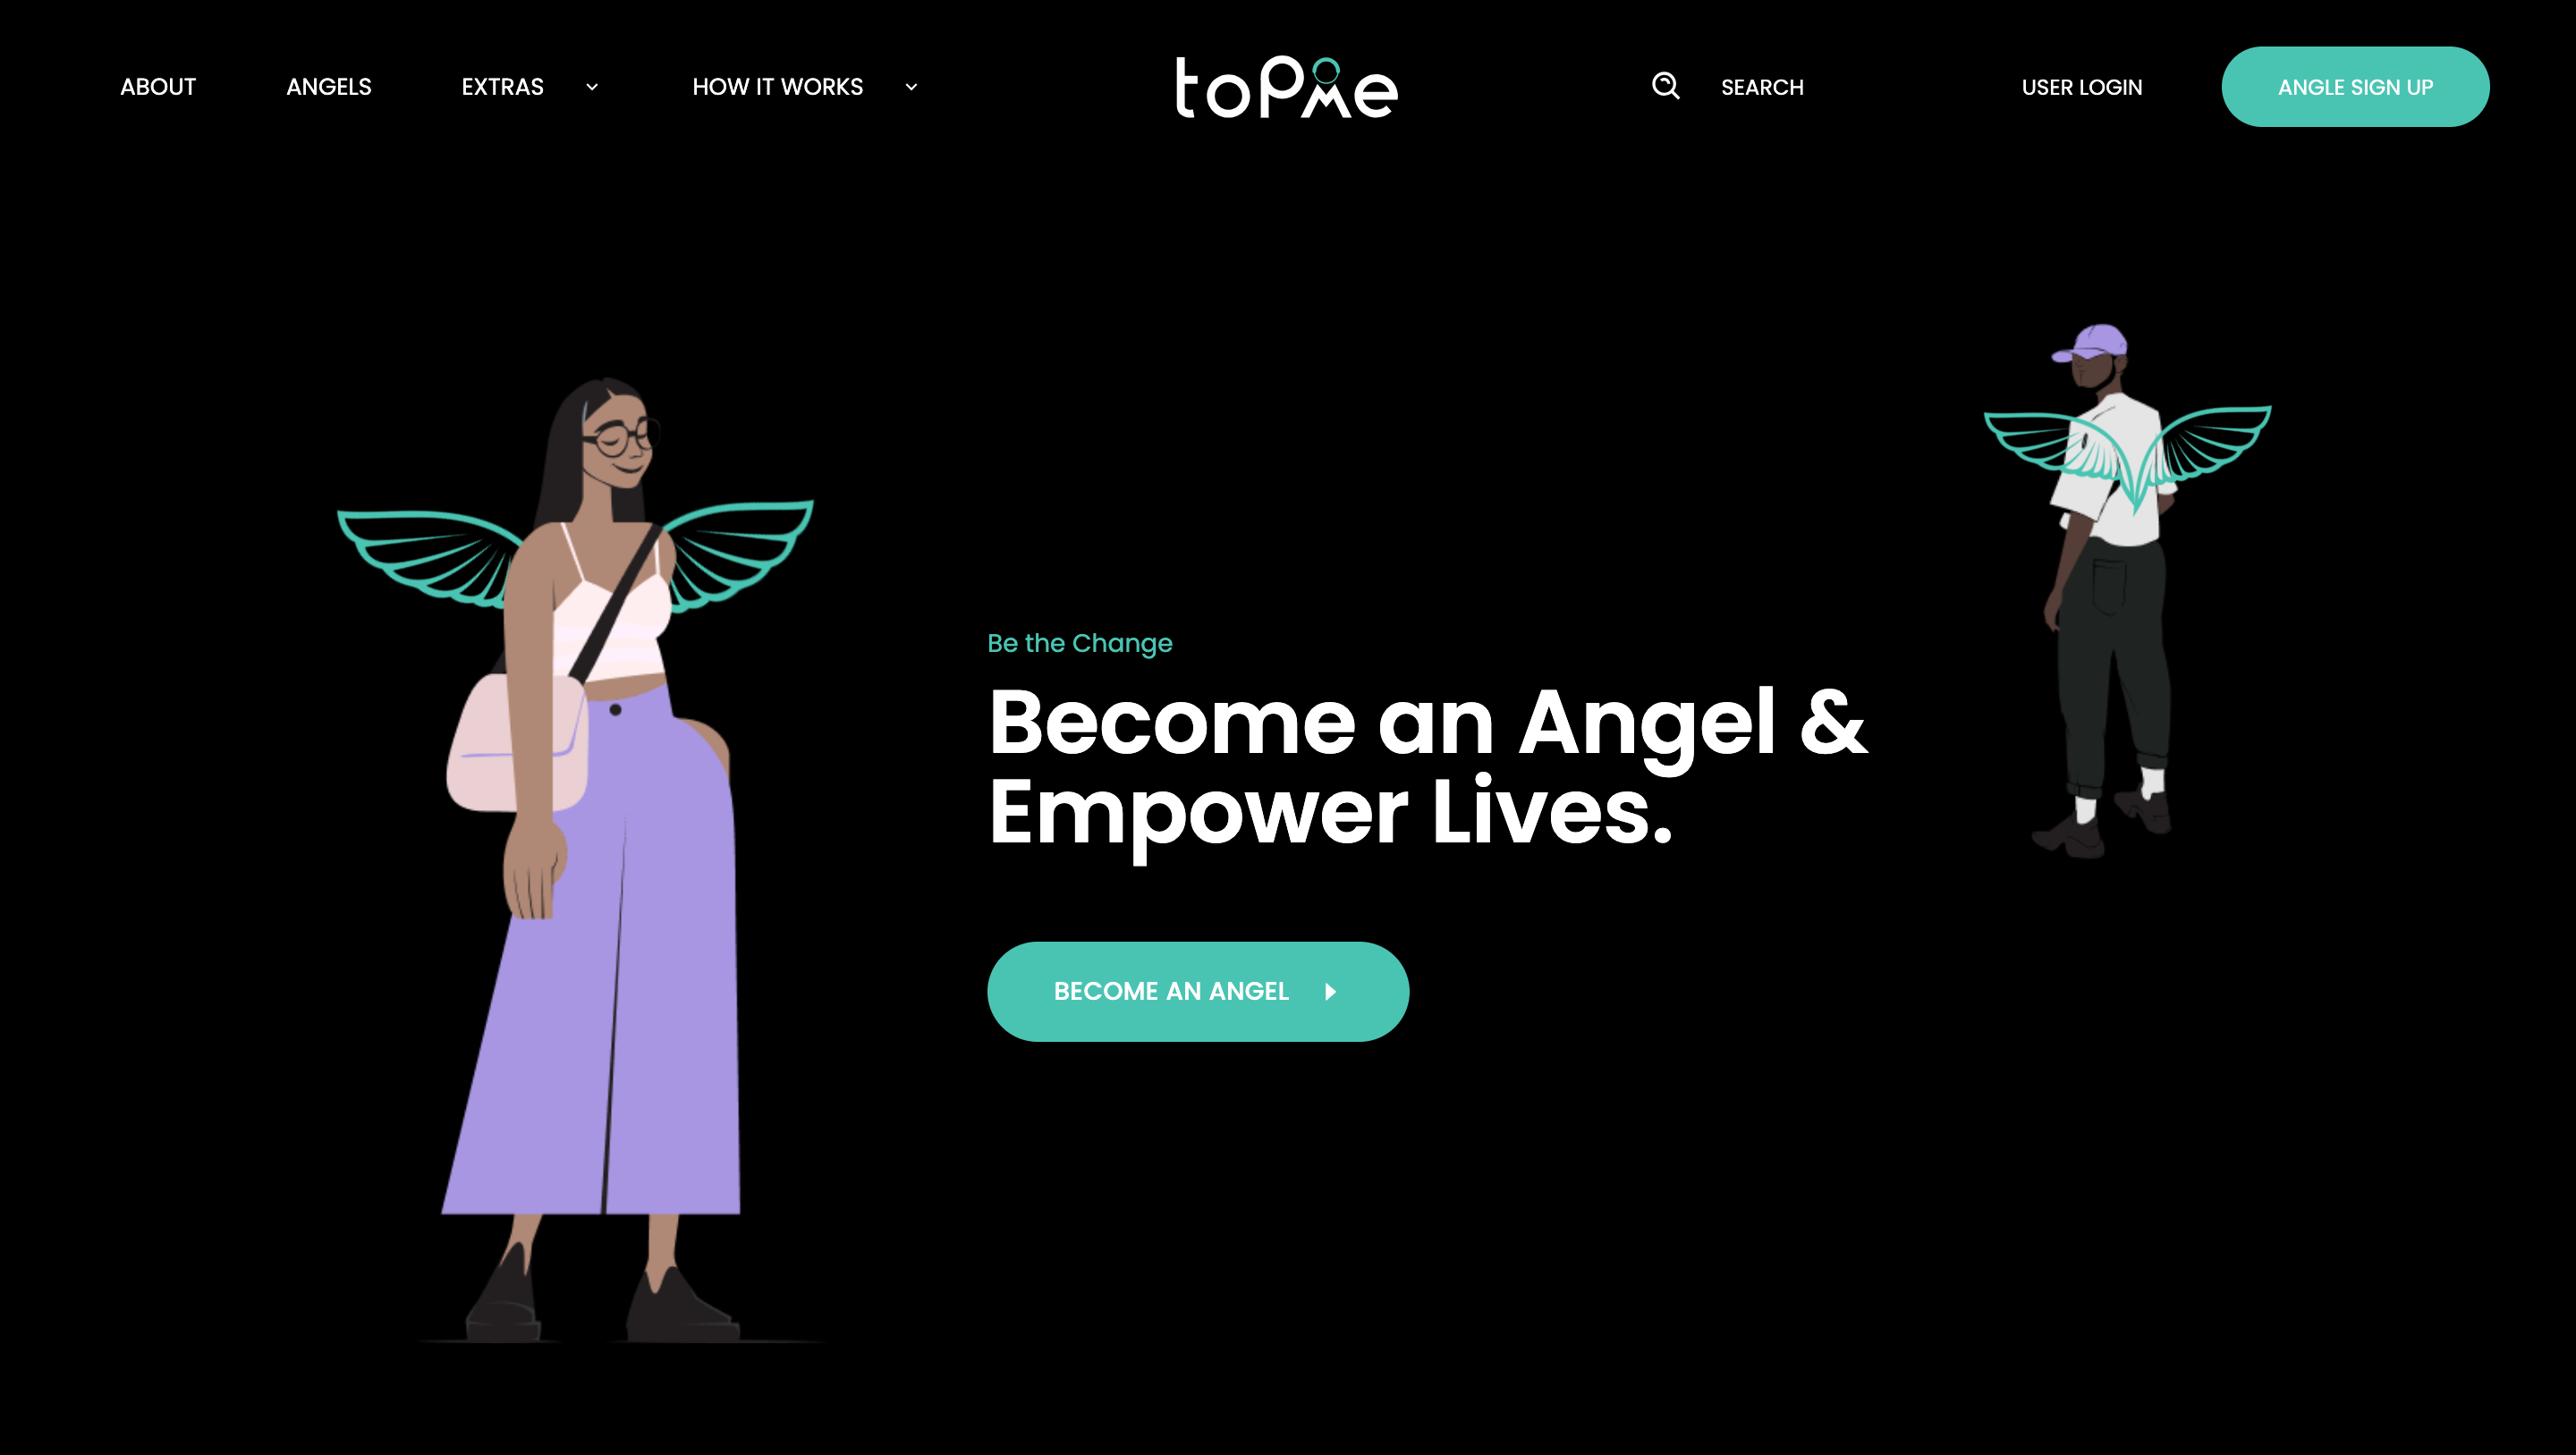 ABOUT
ANGELS
EXTRAS
HOW IT WORKS
toPme
SEARCH
USER LOGIN
ANGLE SIGN UP
Be the Change
Become an Angel &
Empower Lives.
BECOME AN ANGEL